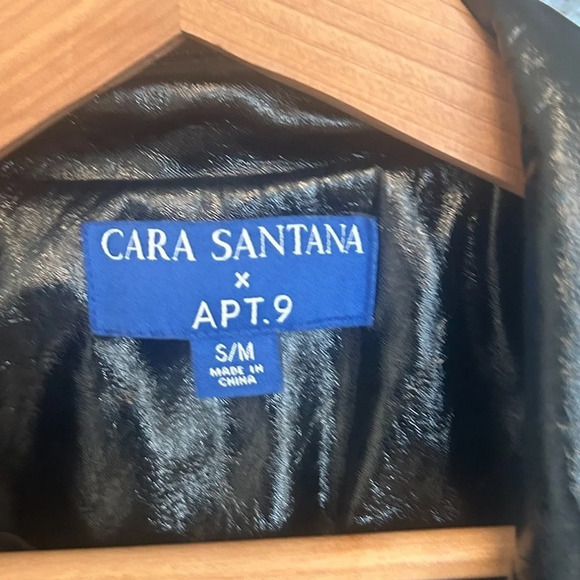 CARA SANTANA
x
APT.9
S/M
MADE IN
CHINA